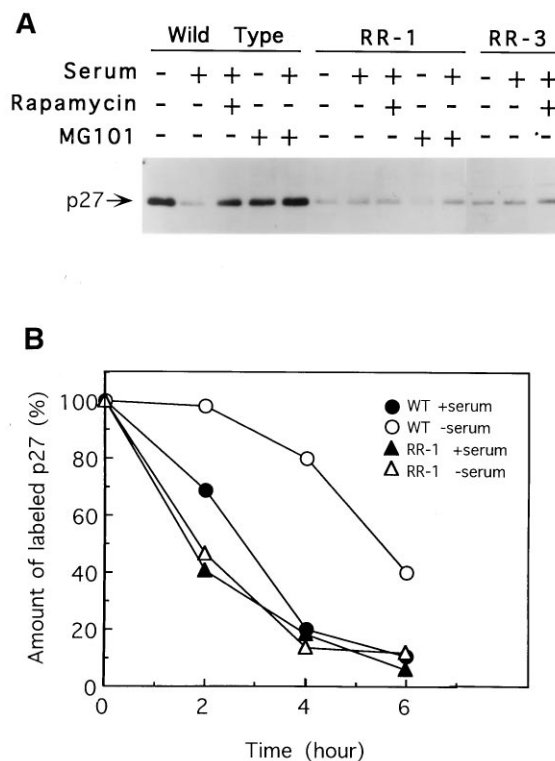 A
Wild Type RR-1 RR-3
Serum - + + - + - + + - + - + +
Rapamycin - - + - - - - + - - - - +
MG101 - - - + + - - - + + - - -
p27→
B
Amount of labeled p27 (%)
100
80
60
40
20
0
0 2 4 6
Time (hour)
● WT +serum
○ WT -serum
▲ RR-1 +serum
△ RR-1 -serum